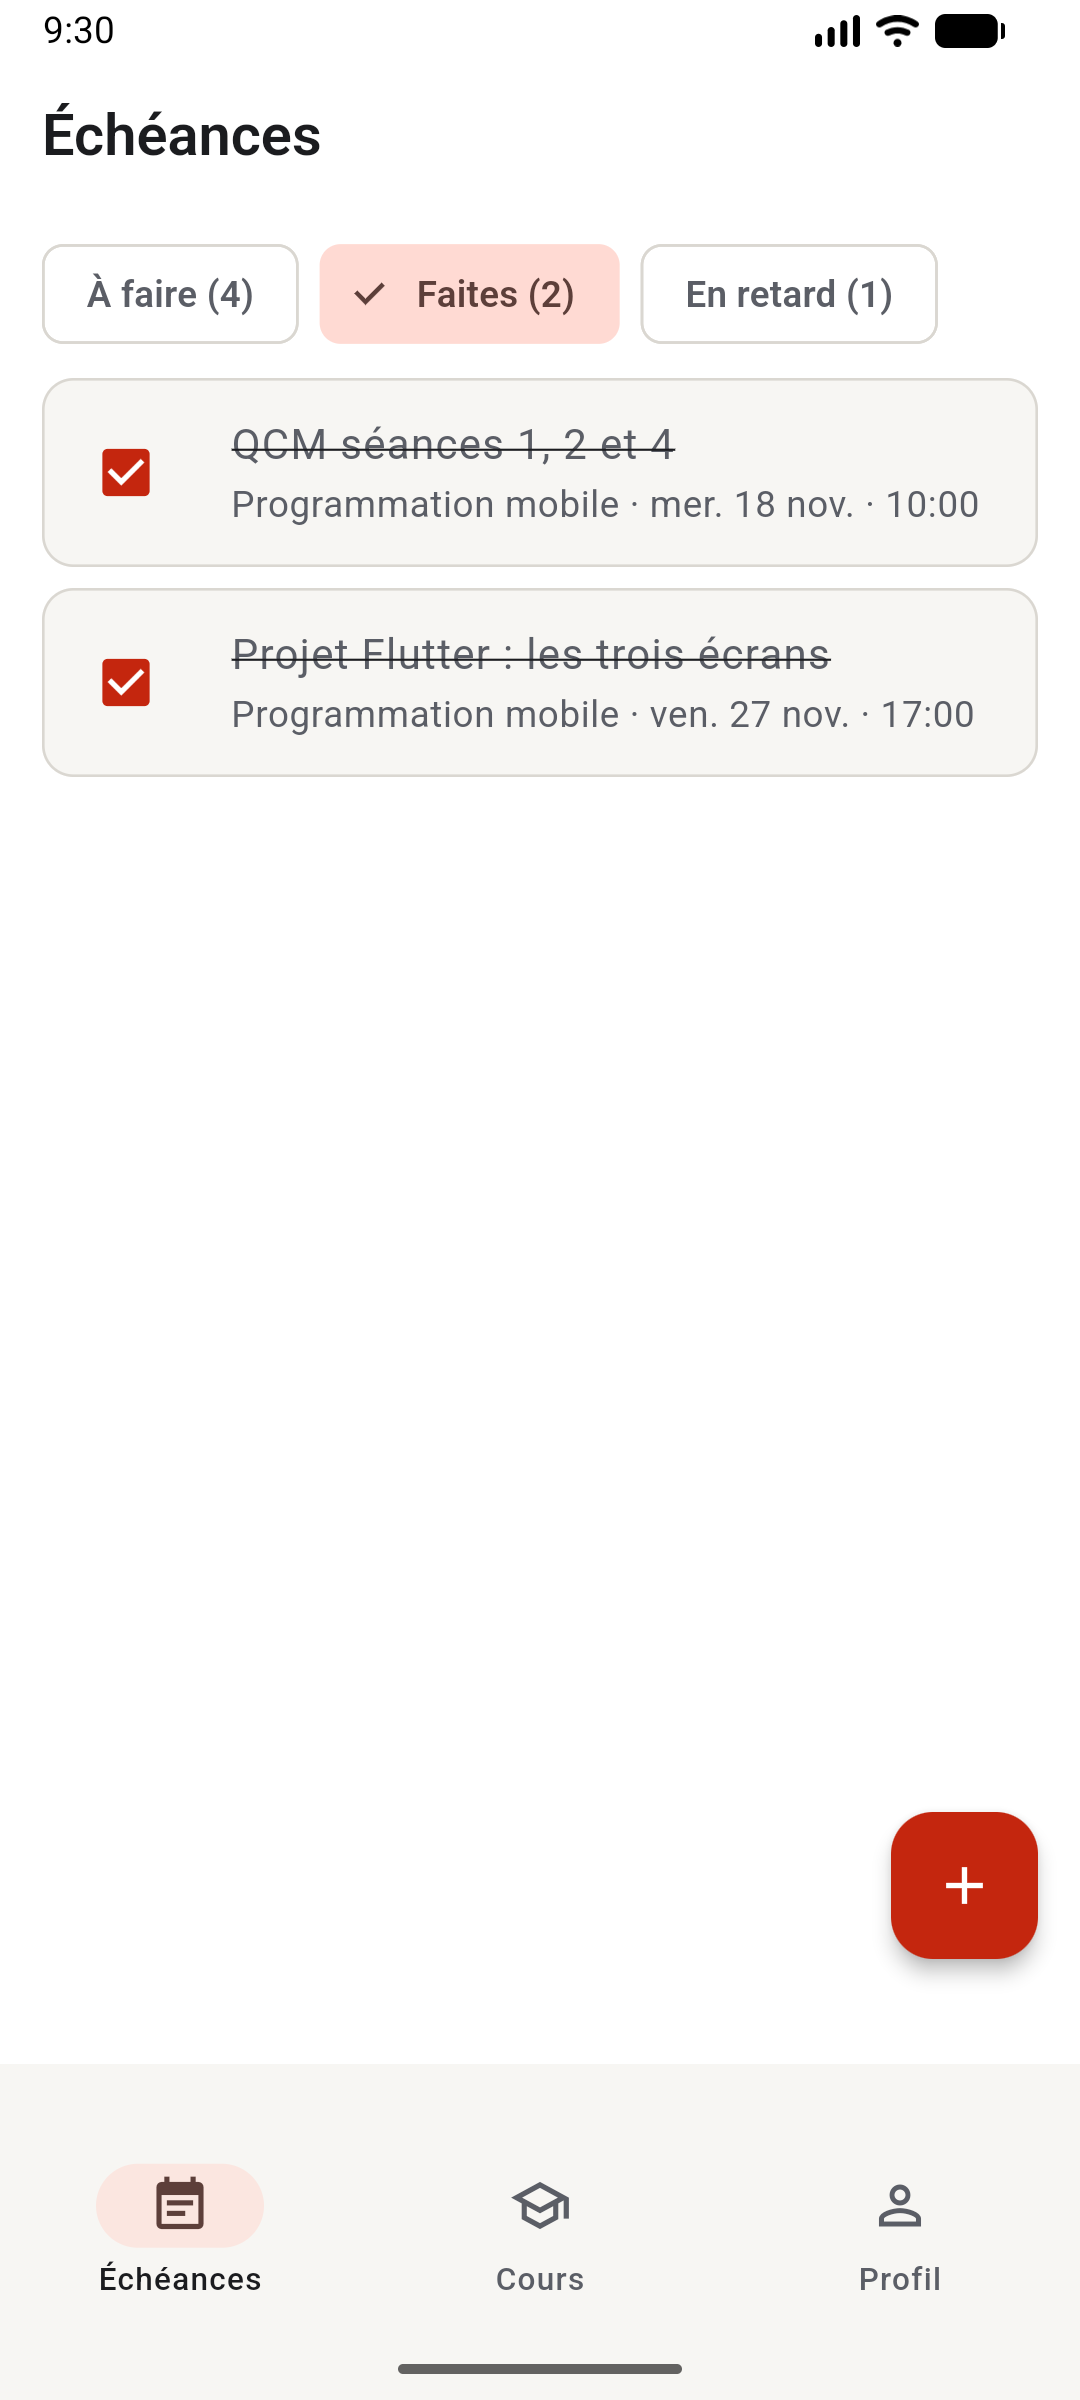 9:30
Échéances
À faire (4)
Faites (2)
En retard (1)
QCM séances 1, 2 et 4
Programmation mobile · mer. 18 nov. · 10:00
Projet Flutter : les trois écrans
Programmation mobile · ven. 27 nov. · 17:00
Échéances
Cours
Profil